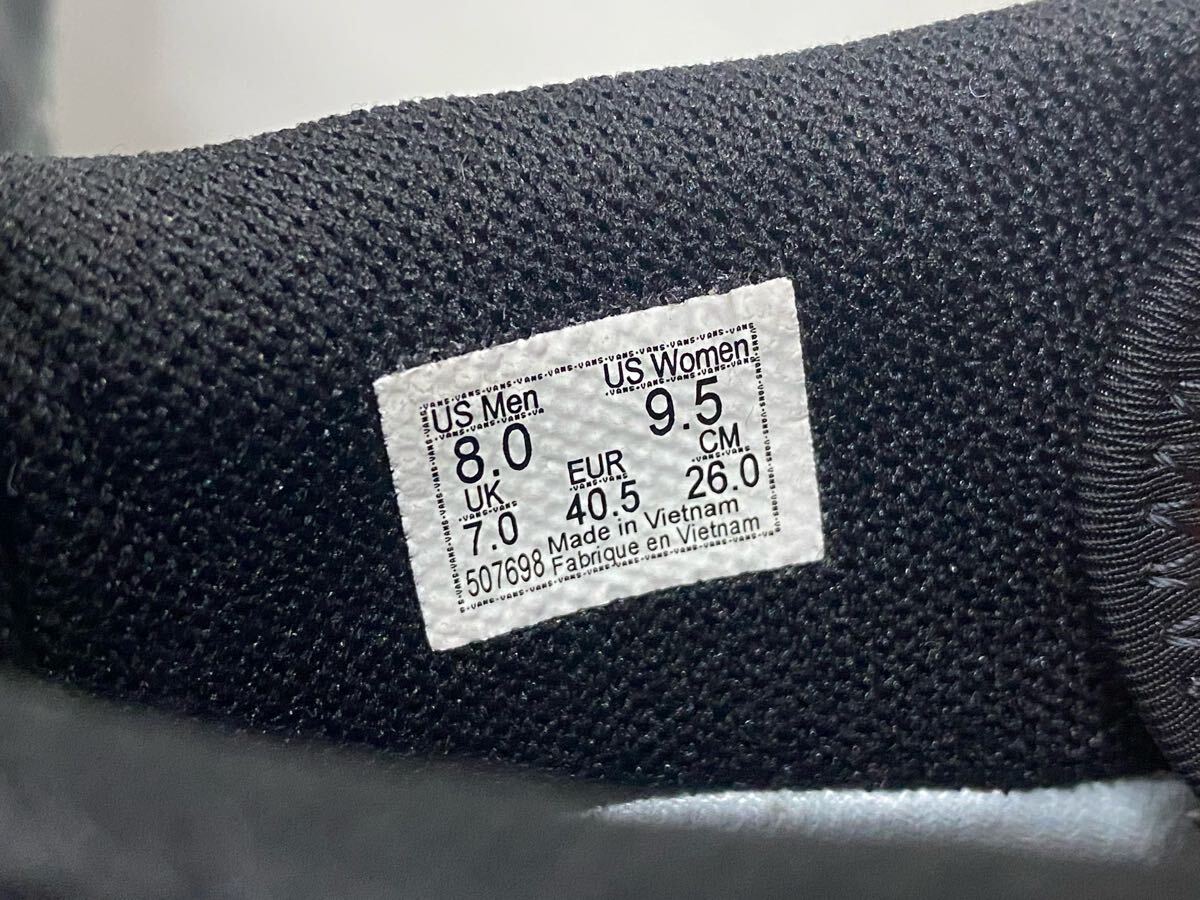 US Men US Women
8.0 9.5
UK EUR CM
7.0 40.5 26.0
507698 Made in Vietnam
Fabrique en Vietnam